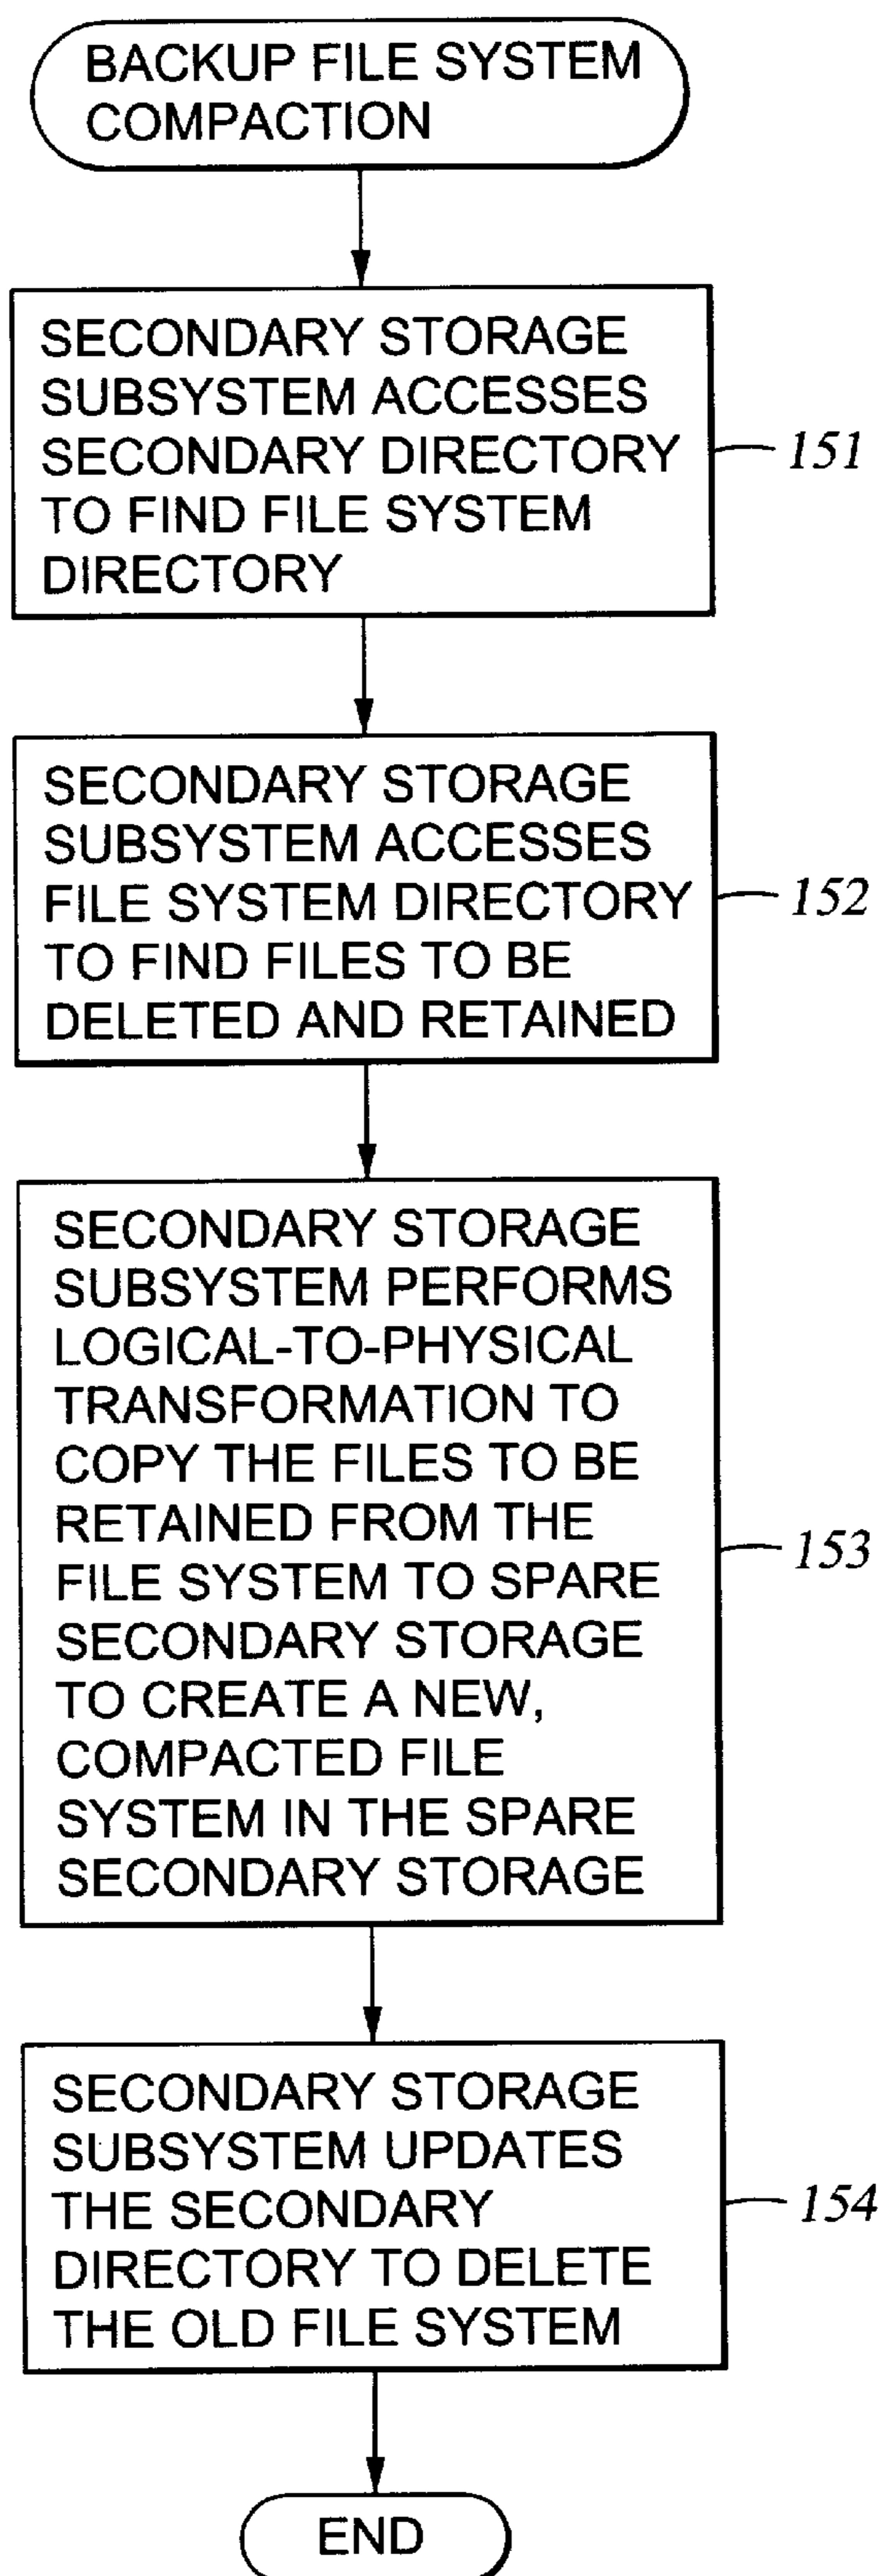 BACKUP FILE SYSTEM
COMPACTION
SECONDARY STORAGE
SUBSYSTEM ACCESSES
SECONDARY DIRECTORY
TO FIND FILE SYSTEM
DIRECTORY
151
SECONDARY STORAGE
SUBSYSTEM ACCESSES
FILE SYSTEM DIRECTORY
TO FIND FILES TO BE
DELETED AND RETAINED
152
SECONDARY STORAGE
SUBSYSTEM PERFORMS
LOGICAL-TO-PHYSICAL
TRANSFORMATION TO
COPY THE FILES TO BE
RETAINED FROM THE
FILE SYSTEM TO SPARE
SECONDARY STORAGE
TO CREATE A NEW,
COMPACTED FILE
SYSTEM IN THE SPARE
SECONDARY STORAGE
153
SECONDARY STORAGE
SUBSYSTEM UPDATES
THE SECONDARY
DIRECTORY TO DELETE
THE OLD FILE SYSTEM
154
END